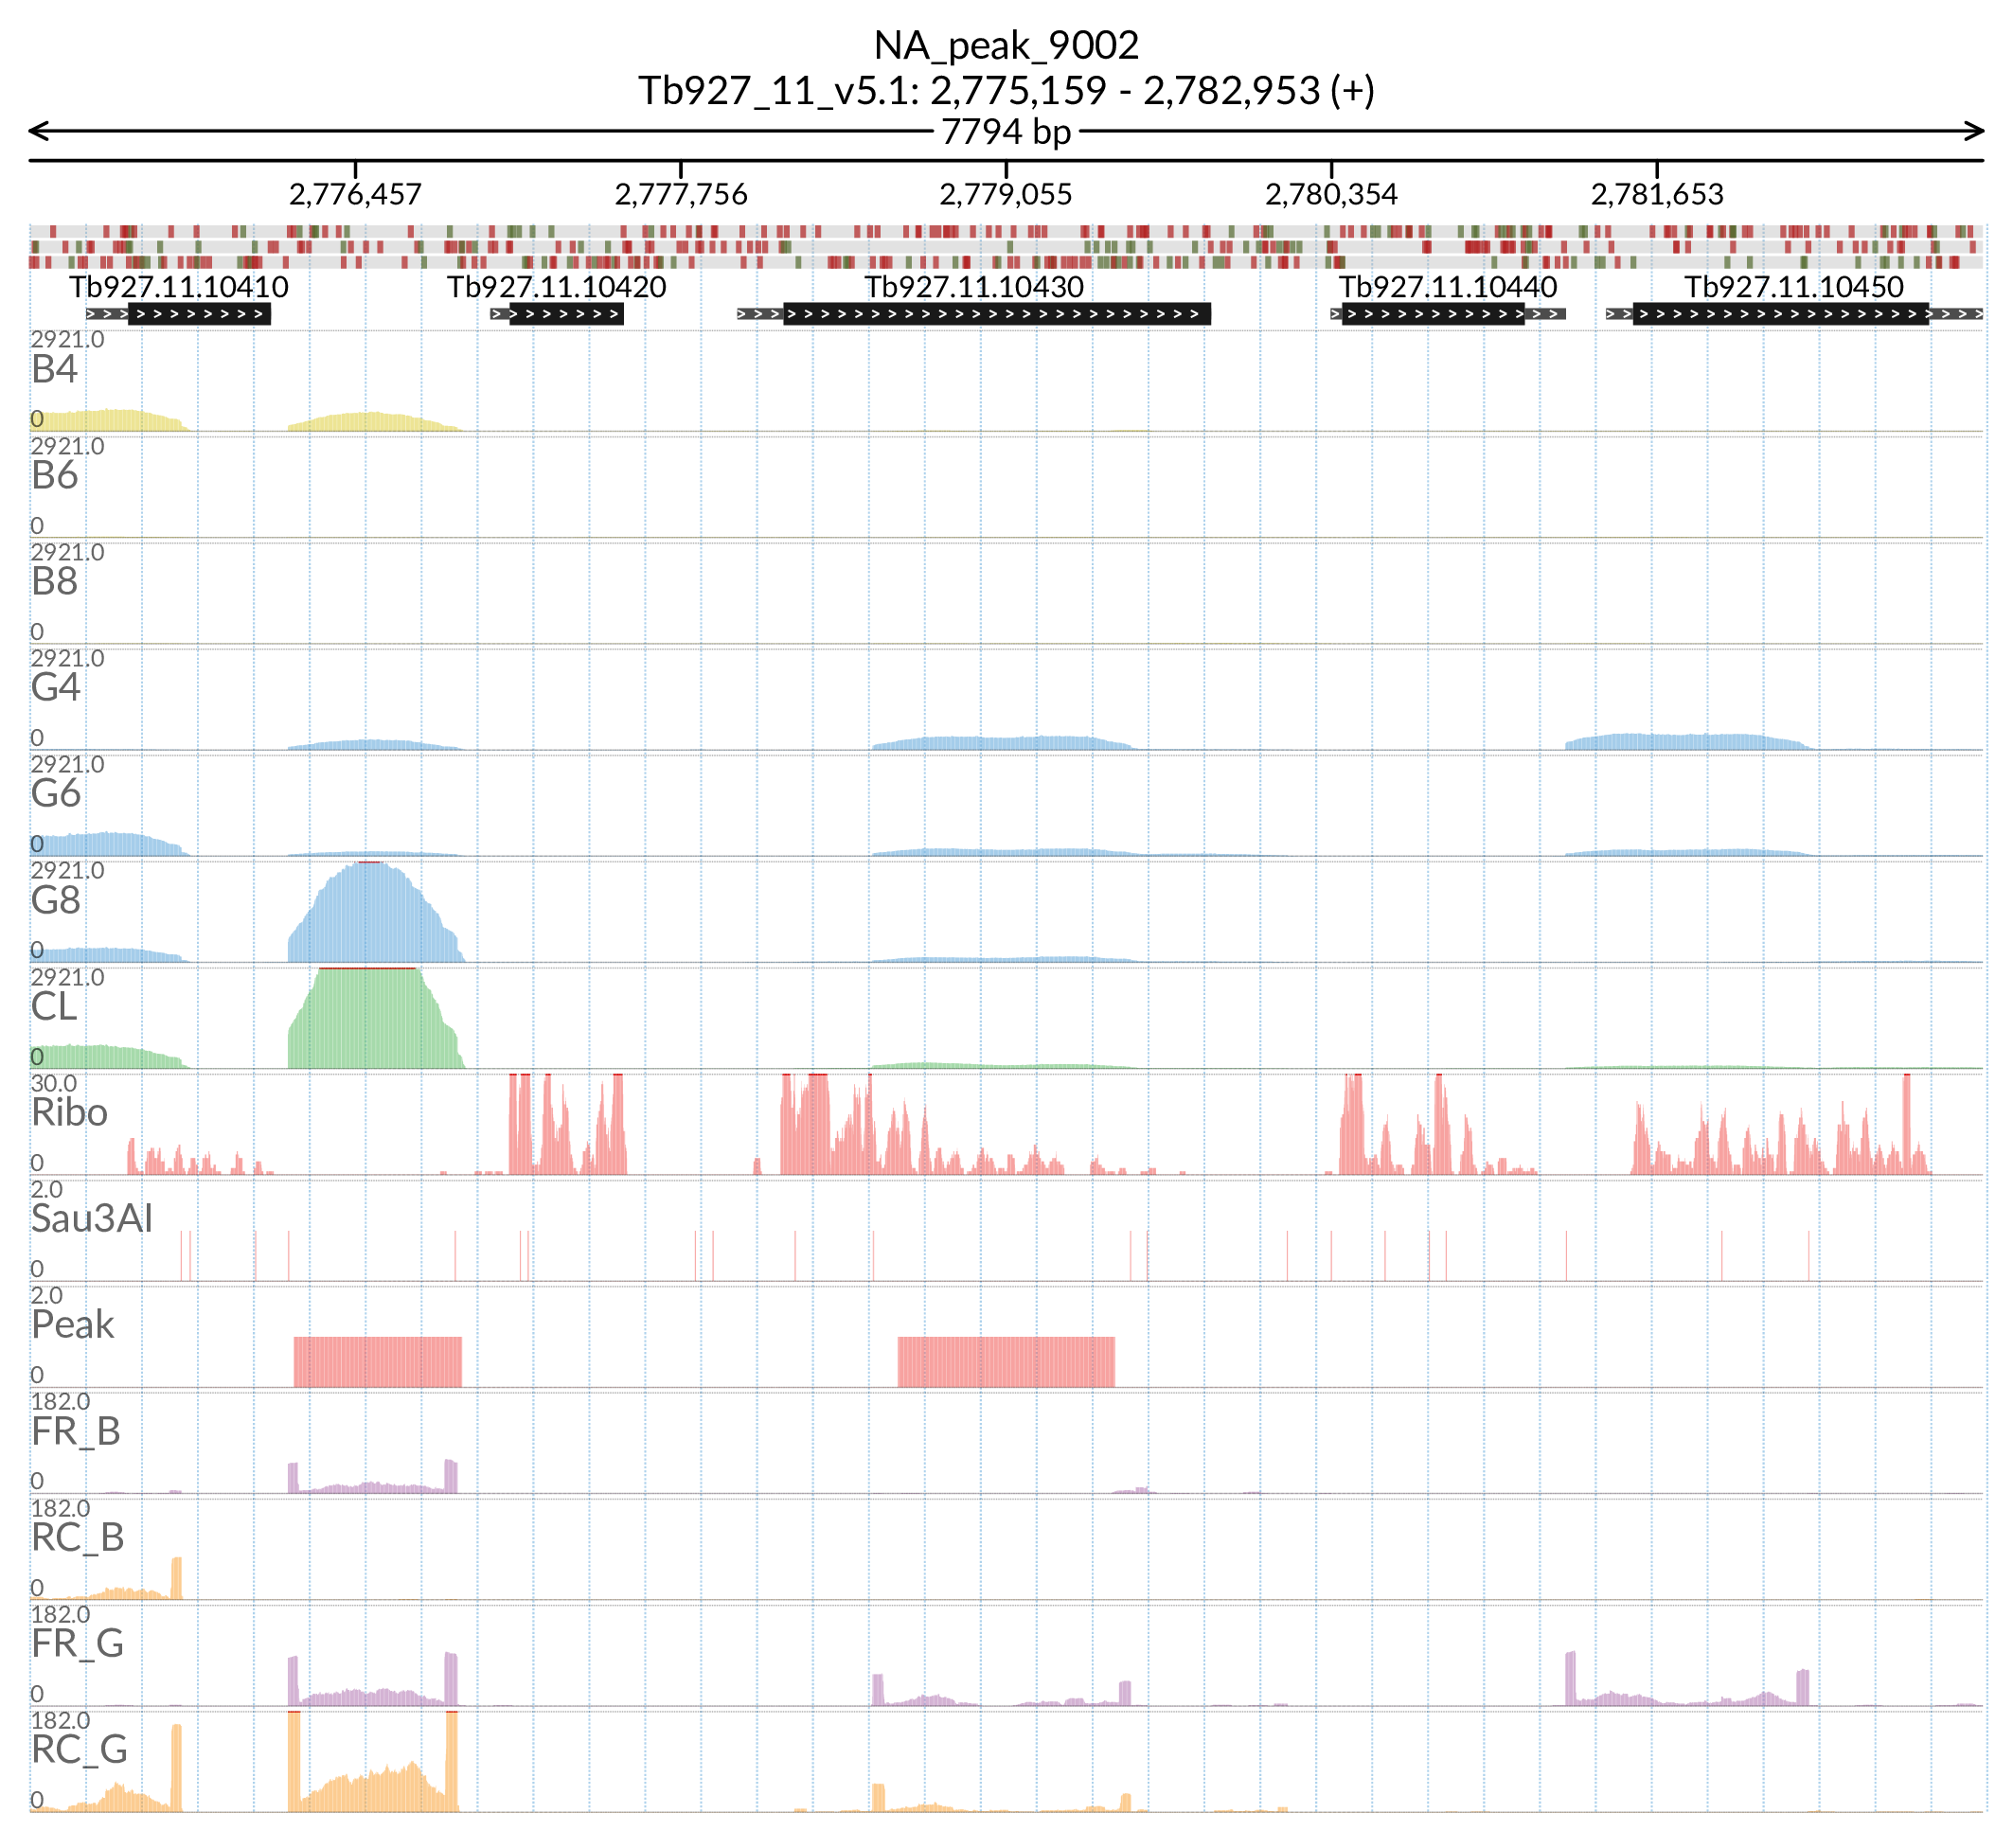 NA_peak_9002
Tb927_11_v5.1: 2,775,159 - 2,782,953 (+)
7794 bp
2,776,457 2,777,756 2,779,055 2,780,354 2,781,653
Tb927.11.10410 Tb927.11.10420 Tb927.11.10430 Tb927.11.10440 Tb927.11.10450
2921.0
B4
0
2921.0
B6
0
2921.0
B8
0
2921.0
G4
0
2921.0
G6
0
2921.0
G8
0
2921.0
CL
0
30.0
Ribo
0
2.0
Sau3AI
0
2.0
Peak
0
182.0
FR_B
0
182.0
RC_B
0
182.0
FR_G
0
182.0
RC_G
0